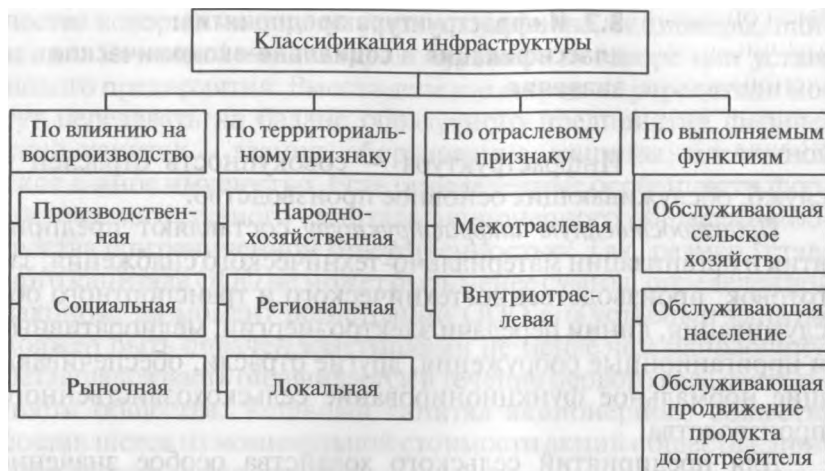 Классификация инфраструктуры
По влиянию на
воспроизводство
Производствен-
ная
Социальная
Рыночная
По территориаль-
ному признаку
Народно-
хозяйственная
Региональная
Локальная
По отраслевому
признаку
Межотраслевая
Внутриотрас-
левая
По выполняемым
функциям
Обслуживающая
сельское
хозяйство
Обслуживающая
население
Обслуживающая
продвижение
продукта
до потребителя